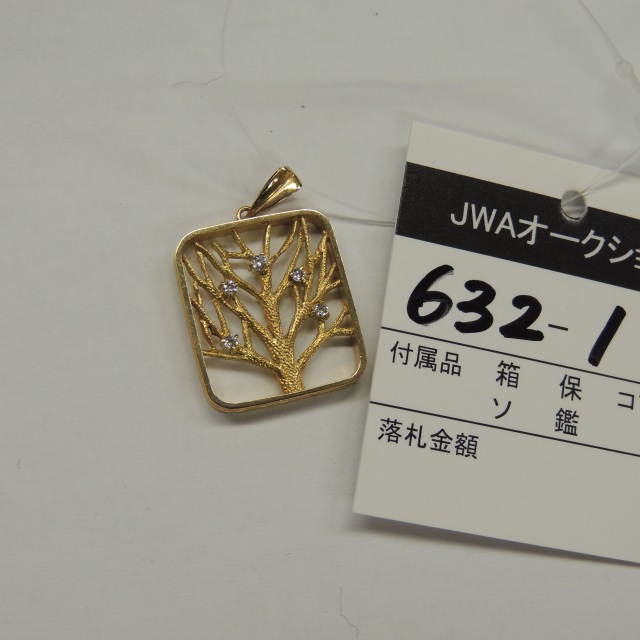 JWAオークショ
632-1
付属品 箱 保 コ
ソ 鑑
落札金額